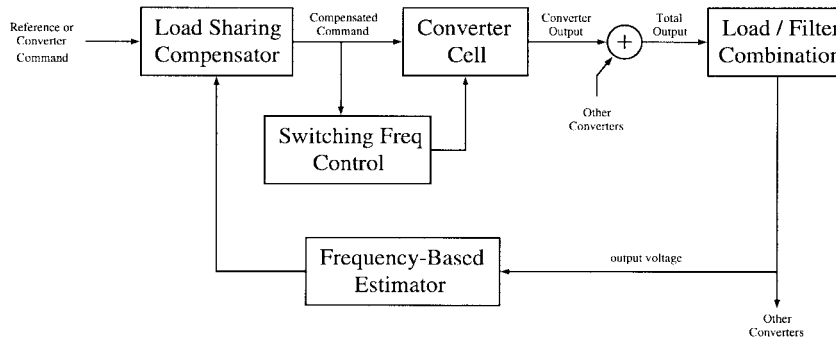 Reference or
Converter
Command
Load Sharing
Compensator
Compensated
Command
Converter
Cell
Converter
Output
+
Total
Output
Load / Filter
Combination
Other
Converters
Switching Freq
Control
Frequency-Based
Estimator
output voltage
Other
Converters